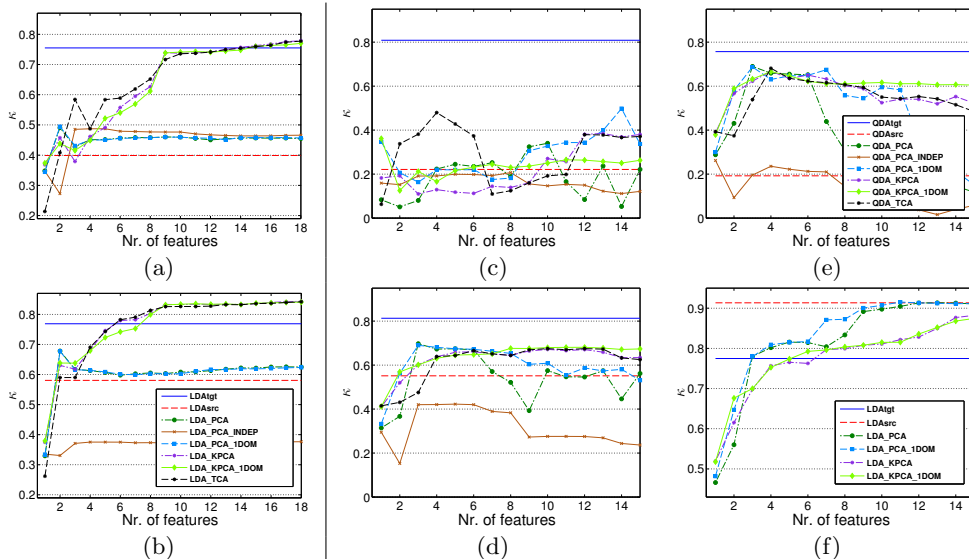 0.8
0.7
0.6
κ
0.5
0.4
0.3
0.2
2 4 6 8 10 12 14 16 18
Nr. of features
(a)
0.8
0.7
0.6
κ
0.5
0.4
0.3
0.2
LDAtgt
LDAsrc
LDA_PCA
LDA_PCA_INDEP
LDA_PCA_1DOM
LDA_KPCA
LDA_KPCA_1DOM
LDA_TCA
2 4 6 8 10 12 14 16 18
Nr. of features
(b)
0.8
0.6
κ
0.4
0.2
0
2 4 6 8 10 12 14
Nr. of features
(c)
0.8
0.6
κ
0.4
0.2
0
2 4 6 8 10 12 14
Nr. of features
(d)
0.8
0.6
κ
0.4
0.2
0
QDAtgt
QDAsrc
QDA_PCA
QDA_PCA_INDEP
QDA_PCA_1DOM
QDA_KPCA
QDA_KPCA_1DOM
QDA_TCA
2 4 6 8 10 12 14
Nr. of features
(e)
0.9
0.8
κ
0.7
0.6
0.5
LDAtgt
LDAsrc
LDA_PCA
LDA_PCA_1DOM
LDA_KPCA
LDA_KPCA_1DOM
2 4 6 8 10 12 14
Nr. of features
(f)